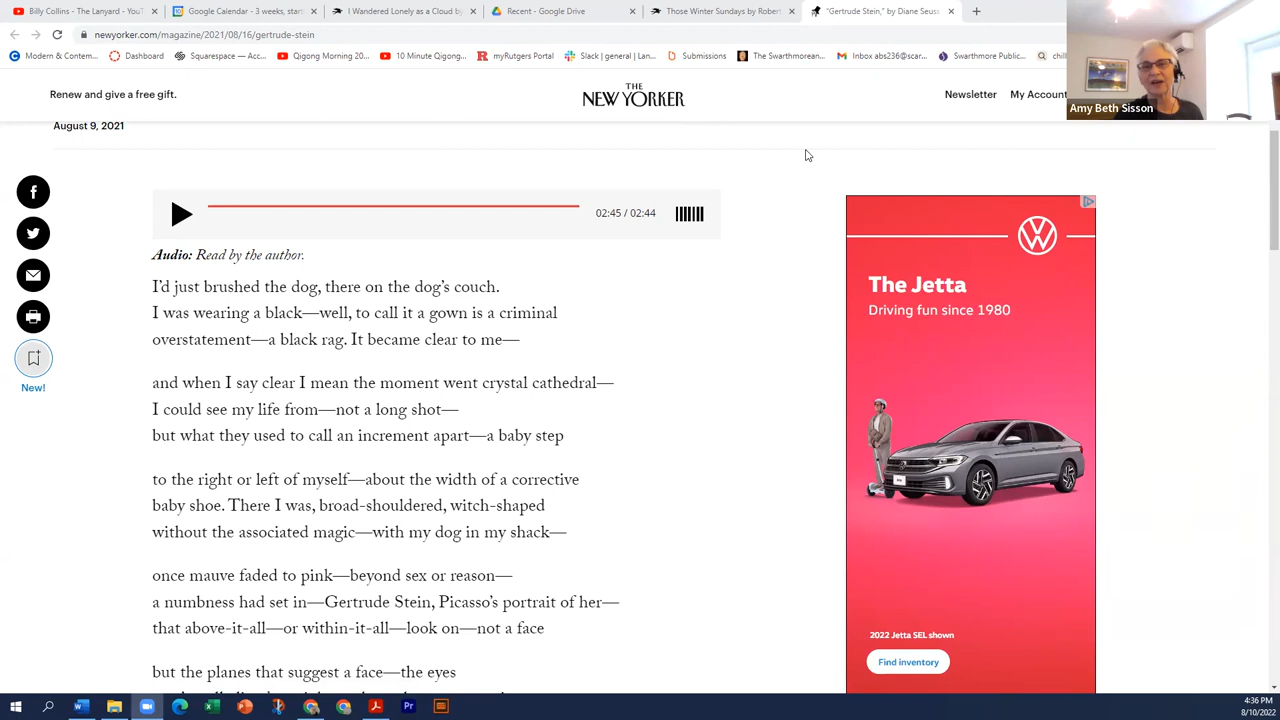 Billy Collins - The Lanyard - YouT
Google Calendar - 3 weeks, start
I Wandered Lonely as a Cloud b
Recent - Google Drive
Those Winter Sundays by Robert
"Gertrude Stein," by Diane Seuss
newyorker.com/magazine/2021/08/16/gertrude-stein
Modern & Contem...
Dashboard
Squarespace — Acc...
Qigong Morning 20...
10 Minute Qigong...
myRutgers Portal
Slack | general | Lan...
Submissions
The Swarthmorean...
Inbox abs236@scar...
Swarthmore Public...
chill
Renew and give a free gift.
THE
NEW YORKER
Newsletter
My Account
Amy Beth Sisson
August 9, 2021
02:45 / 02:44
Audio: Read by the author.
I'd just brushed the dog, there on the dog's couch.
I was wearing a black—well, to call it a gown is a criminal
overstatement—a black rag. It became clear to me—
and when I say clear I mean the moment went crystal cathedral—
I could see my life from—not a long shot—
but what they used to call an increment apart—a baby step
to the right or left of myself—about the width of a corrective
baby shoe. There I was, broad-shouldered, witch-shaped
without the associated magic—with my dog in my shack—
once mauve faded to pink—beyond sex or reason—
a numbness had set in—Gertrude Stein, Picasso's portrait of her—
that above-it-all—or within-it-all—look on—not a face
but the planes that suggest a face—the eyes
New!
The Jetta
Driving fun since 1980
2022 Jetta SEL shown
Find inventory
4:36 PM
8/10/2022